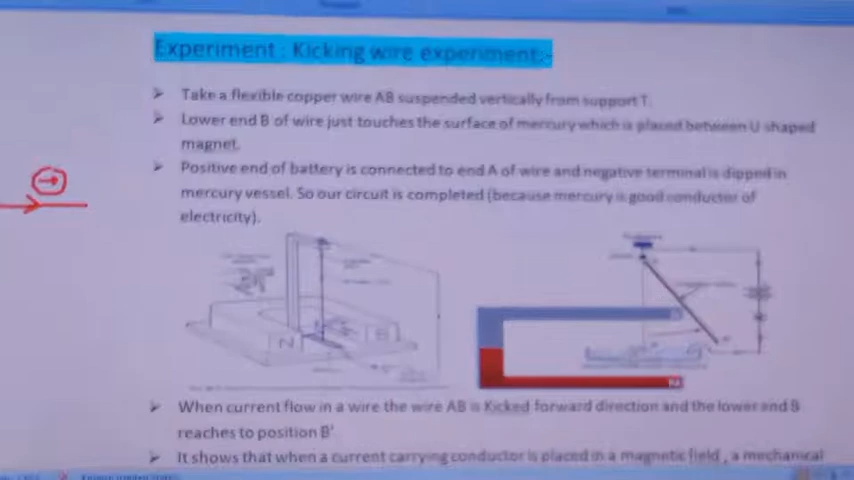 Experiment : Kicking wire experiment:-
➢ Take a flexible copper wire AB suspended vertically from support T.
➢ Lower end B of wire just touches the surface of mercury which is placed between U shaped
magnet.
➢ Positive end of battery is connected to end A of wire and negative terminal is dipped in
mercury vessel. So our circuit is completed (because mercury is good conductor of
electricity).
N
S
N
➢ When current flow in a wire the wire AB is Kicked forward direction and the lower end B
reaches to position B'
➢ It shows that when a current carrying conductor is placed in a magnetic field , a mechanical